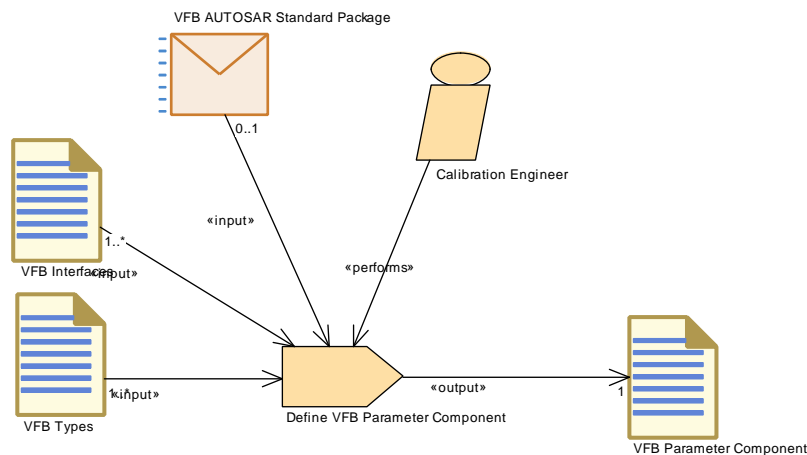 VFB AUTOSAR Standard Package
0..1
Calibration Engineer
«input»
1..*
VFB Interfaces
«input»
«performs»
1..*
«input»
«output»
1
Define VFB Parameter Component
VFB Types
VFB Parameter Component